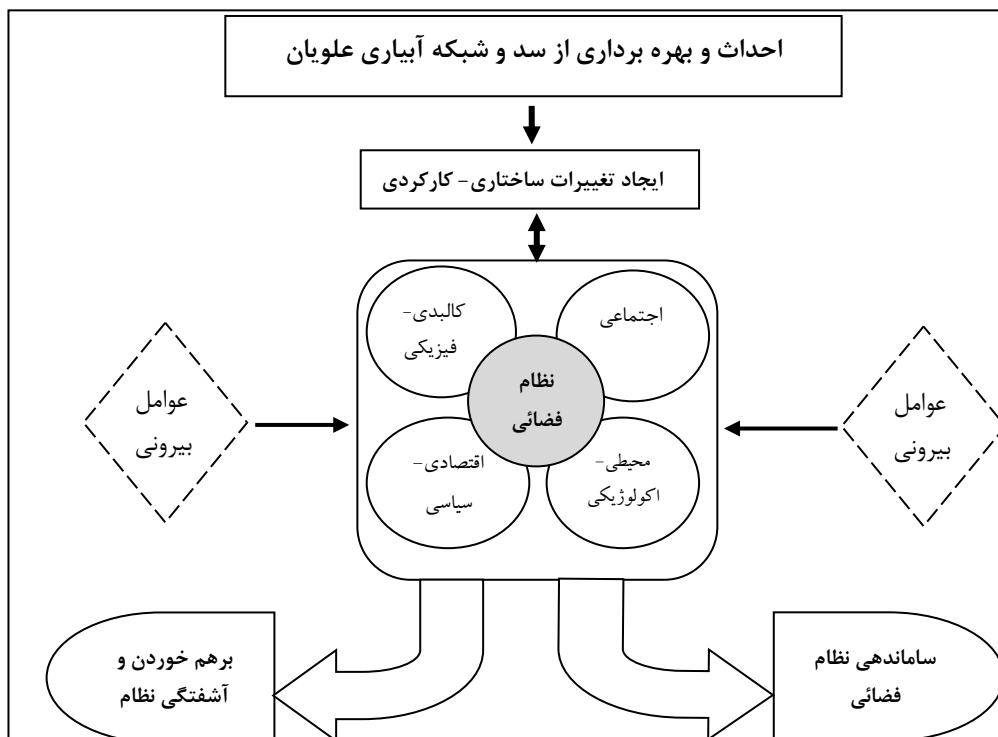 احداث و بهره برداری از سد و شبکه آبیاری علویان
ایجاد تغییرات ساختاری- کارکردی
اجتماعی
کالبدی-
فیزیکی
نظام
فضائی
محیطی-
اکولوژیکی
اقتصادی-
سیاسی
عوامل
بیرونی
عوامل
بیرونی
ساماندهی نظام
فضائی
برهم خوردن و
آشفتگی نظام